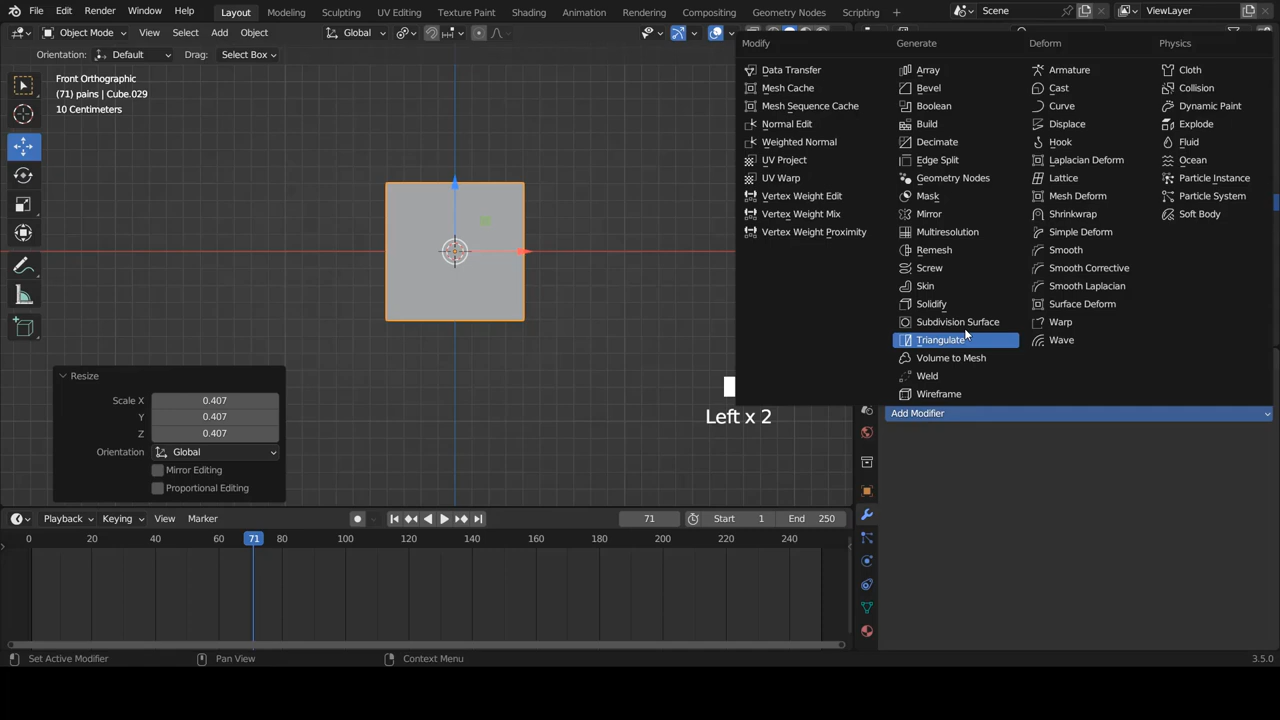 File Edit Render Window Help Layout Modeling Sculpting UV Editing Texture Paint Shading Animation Rendering Compositing Geometry Nodes Scripting + Scene ViewLayer
Object Mode View Select Add Object Global
Orientation: Default Drag: Select Box
Front Orthographic
(71) pains | Cube.029
10 Centimeters
Modify
Data Transfer
Mesh Cache
Mesh Sequence Cache
Normal Edit
Weighted Normal
UV Project
UV Warp
Vertex Weight Edit
Vertex Weight Mix
Vertex Weight Proximity
Generate
Array
Bevel
Boolean
Build
Decimate
Edge Split
Geometry Nodes
Mask
Mirror
Multiresolution
Remesh
Screw
Skin
Solidify
Subdivision Surface
Triangulate
Volume to Mesh
Weld
Wireframe
Deform
Armature
Cast
Curve
Displace
Hook
Laplacian Deform
Lattice
Mesh Deform
Shrinkwrap
Simple Deform
Smooth
Smooth Corrective
Smooth Laplacian
Surface Deform
Warp
Wave
Physics
Cloth
Collision
Dynamic Paint
Explode
Fluid
Ocean
Particle Instance
Particle System
Soft Body
Left x 2
Add Modifier
Resize
Scale X 0.407
Y 0.407
Z 0.407
Orientation Global
Mirror Editing
Proportional Editing
Playback Keying View Marker 71 Start 1 End 250
0 20 40 60 71 80 100 120 140 160 180 200 220 240
Set Active Modifier Pan View Context Menu 3.5.0